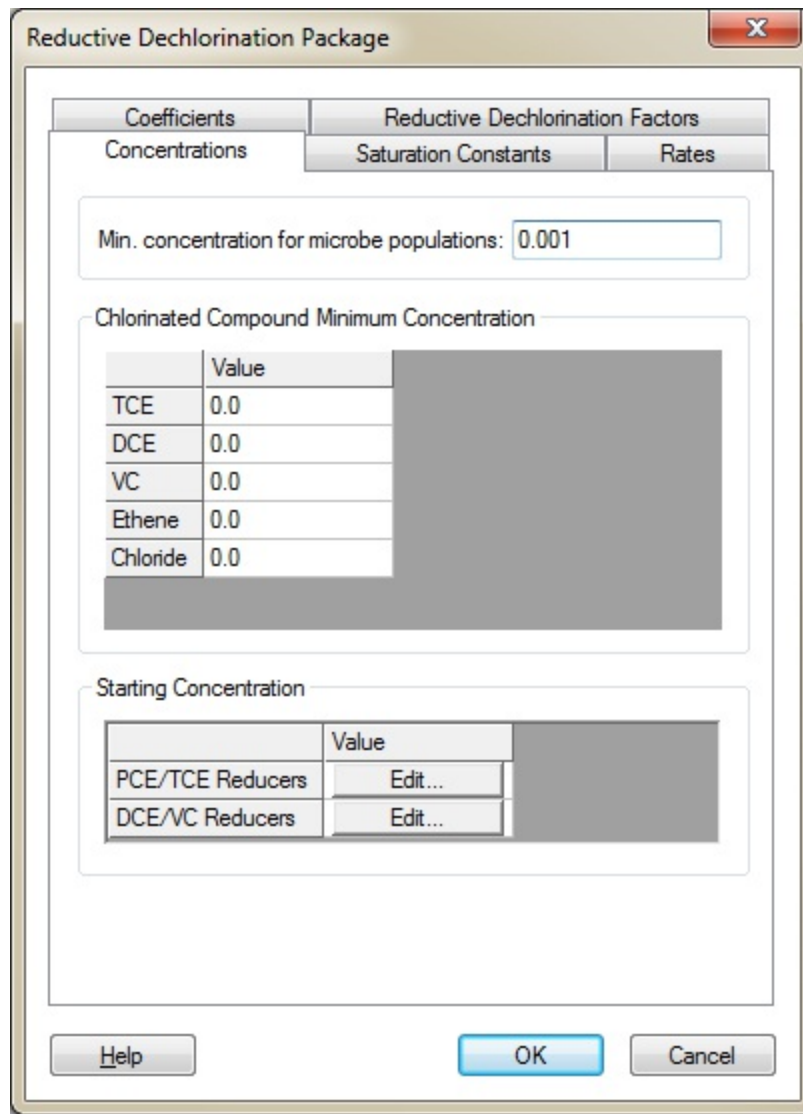 Reductive Dechlorination Package
x
Coefficients Reductive Dechlorination Factors
Concentrations Saturation Constants Rates
Min. concentration for microbe populations: 0.001
Chlorinated Compound Minimum Concentration
Value
TCE 0.0
DCE 0.0
VC 0.0
Ethene 0.0
Chloride 0.0
Starting Concentration
Value
PCE/TCE Reducers Edit...
DCE/VC Reducers Edit...
Help OK Cancel